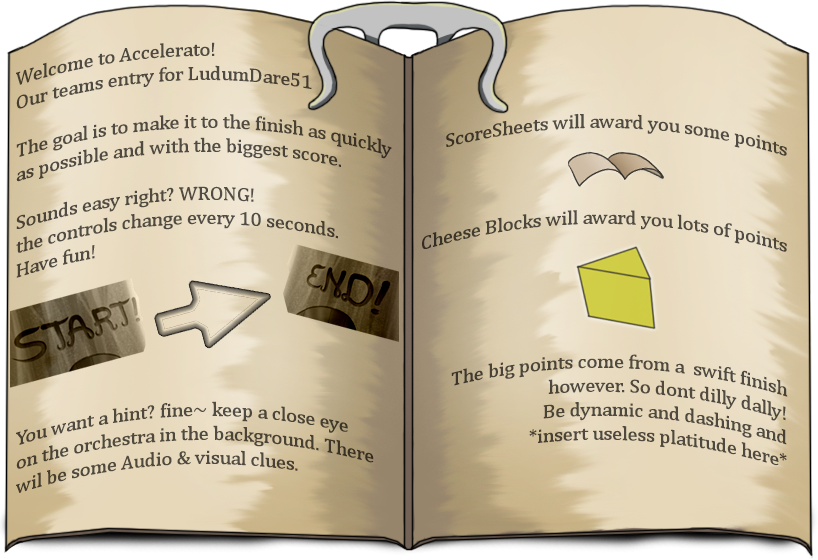 Welcome to Accelerato!
Our teams entry for LudumDare51
The goal is to make it to the finish as quickly
as possible and with the biggest score.
Sounds easy right? WRONG!
the controls change every 10 seconds.
Have fun!
START!
END!
You want a hint? fine~ keep a close eye
on the orchestra in the background. There
wil be some Audio & visual clues.
ScoreSheets will award you some points
Cheese Blocks will award you lots of points
The big points come from a swift finish
however. So dont dilly dally!
Be dynamic and dashing and
*insert useless platitude here*